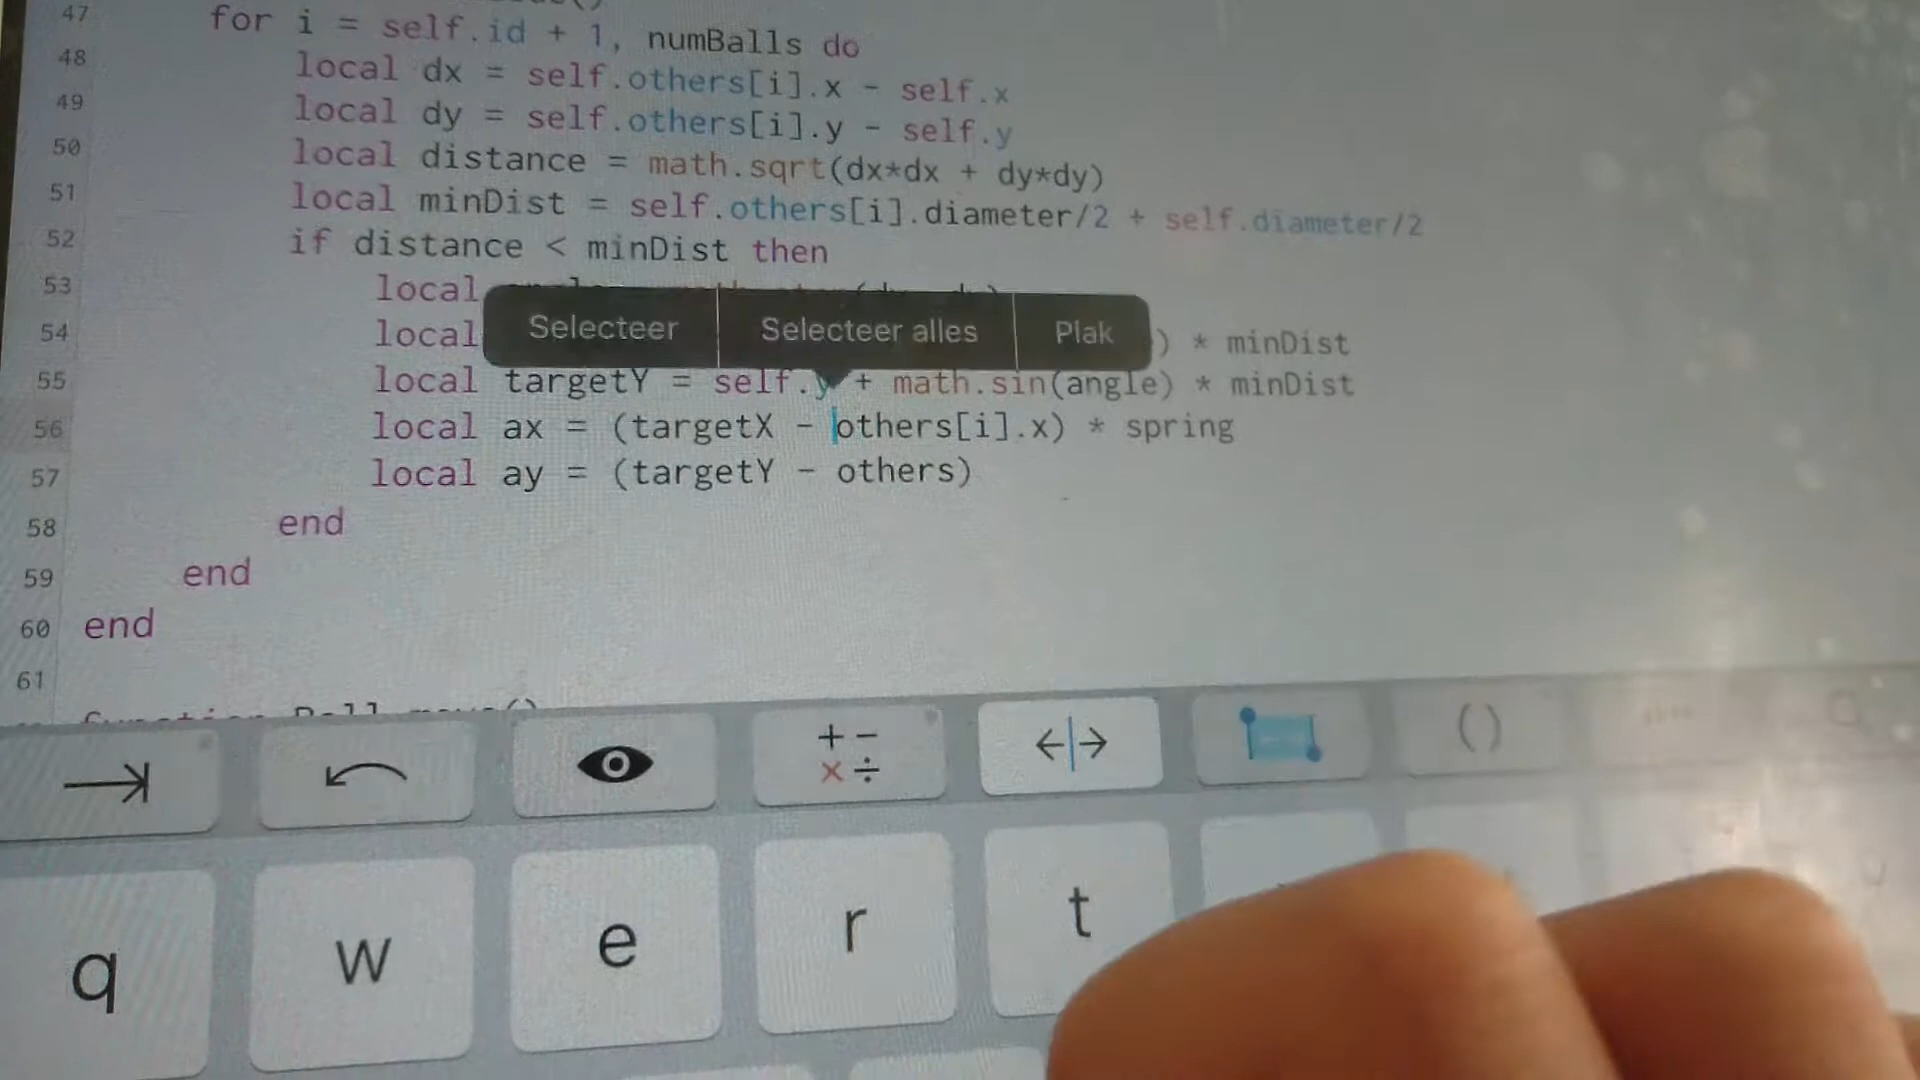 47 for i = self.id + 1, numBalls do
48 local dx = self.others[i].x - self.x
49 local dy = self.others[i].y - self.y
50 local distance = math.sqrt(dx*dx + dy*dy)
51 local minDist = self.others[i].diameter/2 + self.diameter/2
52 if distance < minDist then
53 local
Selecteer Selecteer alles Plak
54 local ) * minDist
55 local targetY = self.y + math.sin(angle) * minDist
56 local ax = (targetX - others[i].x) * spring
57 local ay = (targetY - others)
58 end
59 end
60 end
61
+ -
× ÷
()
q w e r t